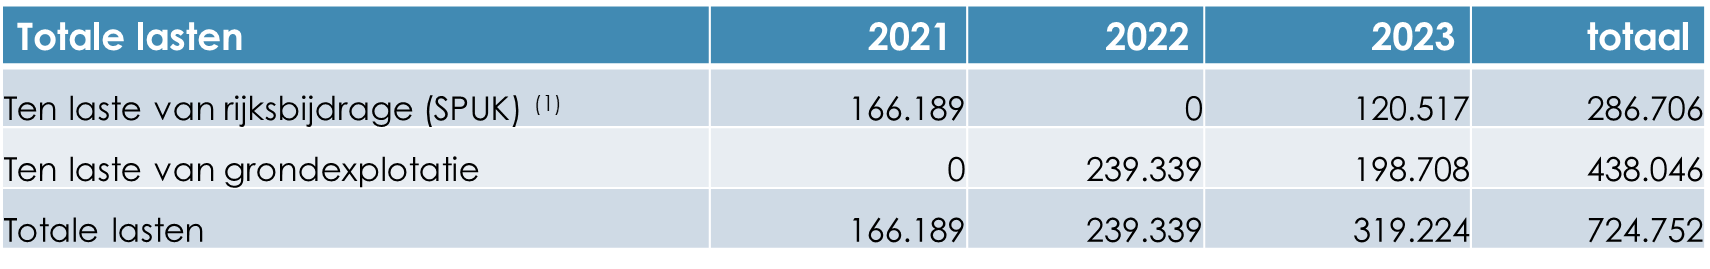 Totale lasten 2021 2022 2023 totaal
Ten laste van rijksbijdrage (SPUK) (1) 166.189 0 120.517 286.706
Ten laste van grondexplotatie 0 239.339 198.708 438.046
Totale lasten 166.189 239.339 319.224 724.752